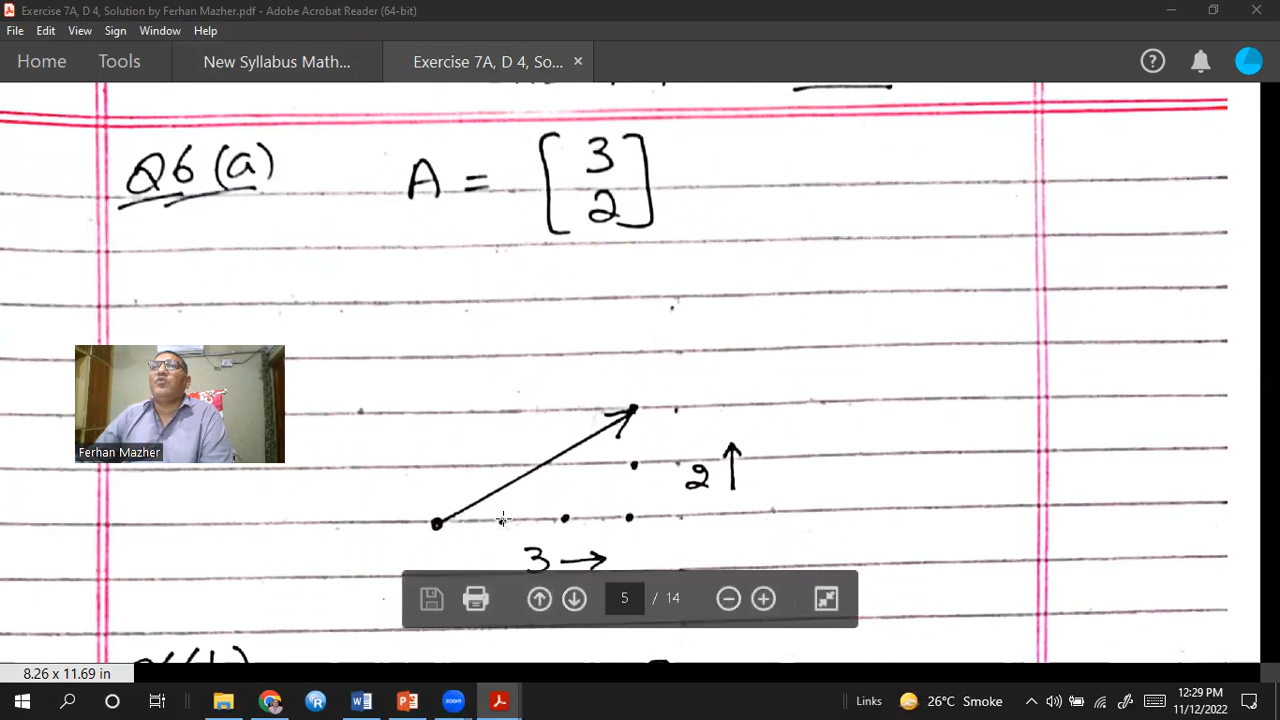 Exercise 7A, D 4, Solution by Ferhan Mazher.pdf - Adobe Acrobat Reader (64-bit)
File Edit View Sign Window Help
Home Tools New Syllabus Math... Exercise 7A, D 4, So... ×
Q6 (a) A = [3
2]
2 ↑
3 →
Ferhan Mazher
5 / 14
8.26 x 11.69 in
Links 26°C Smoke 12:29 PM
11/12/2022